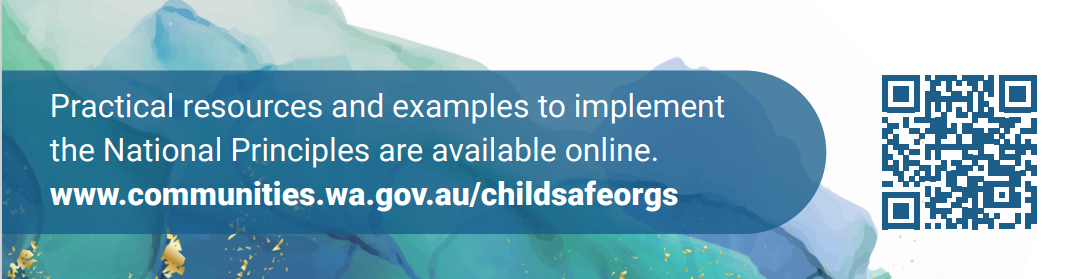 Practical resources and examples to implement
the National Principles are available online.
www.communities.wa.gov.au/childsafeorgs